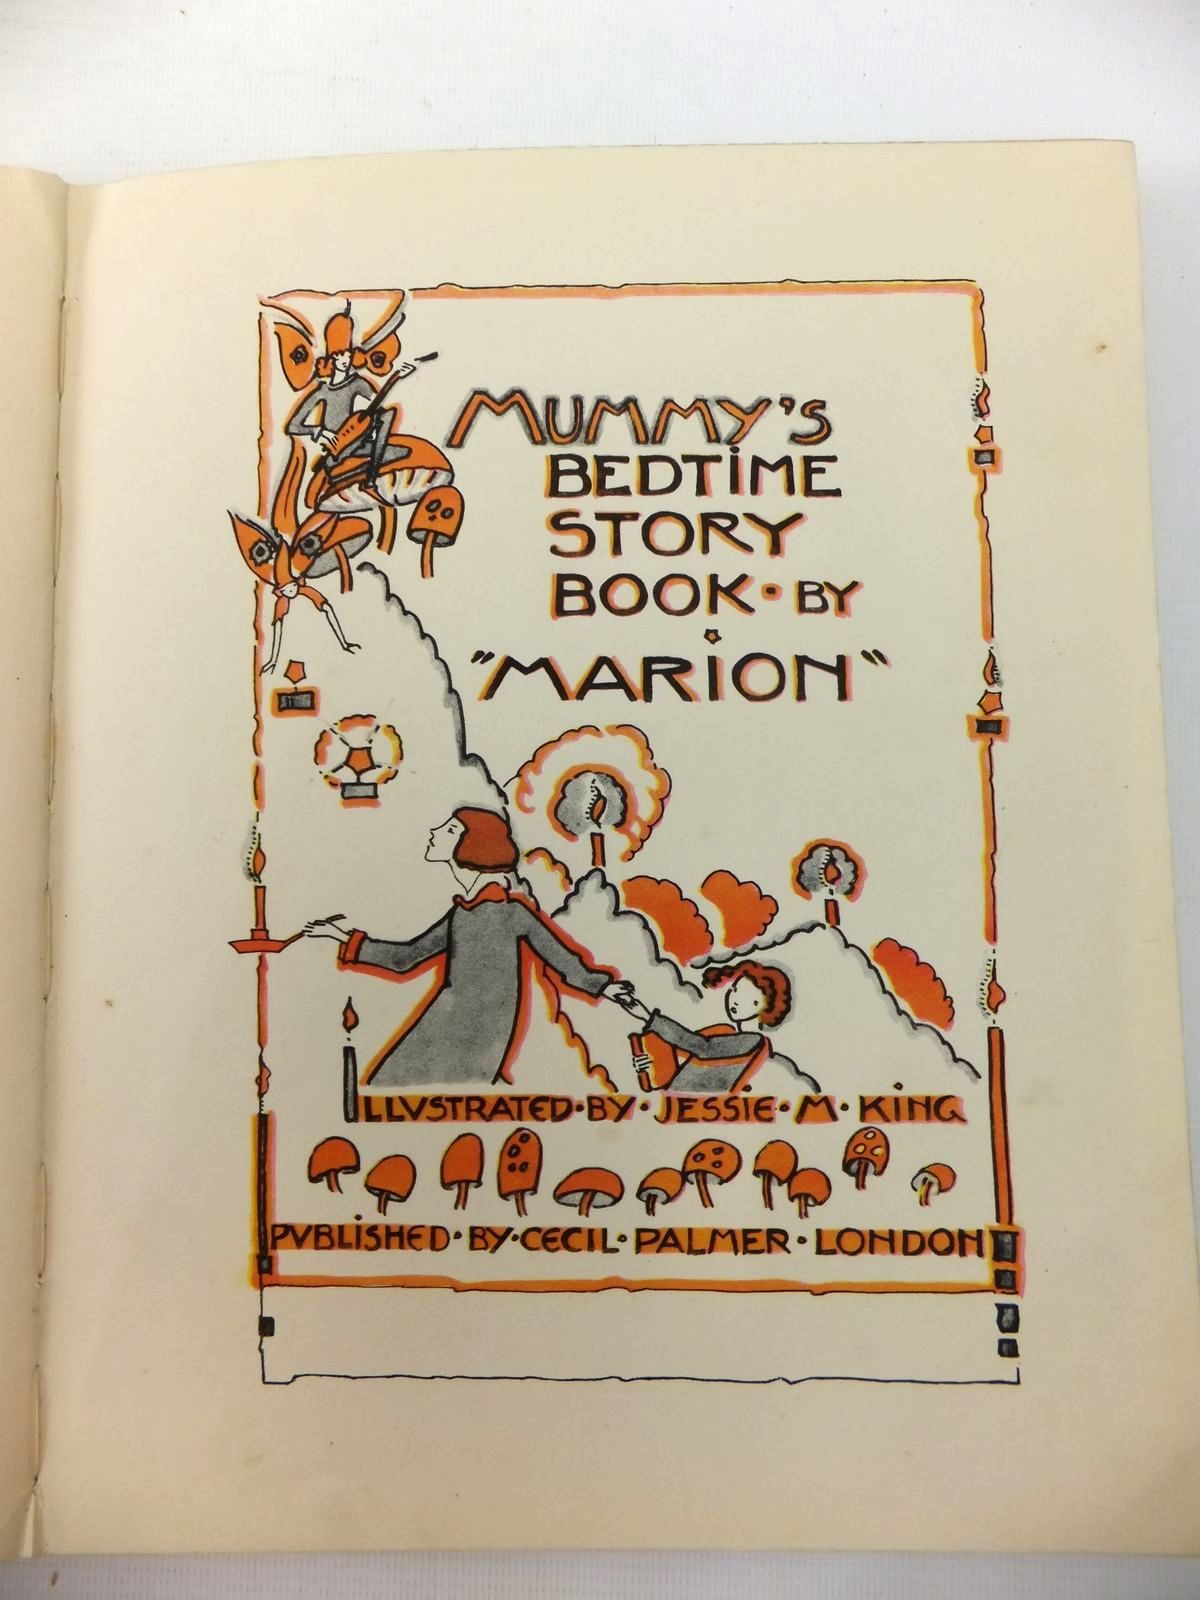 MUMMY'S
BEDTIME
STORY
BOOK · BY
"MARION"
ILLVSTRATED · BY · JESSIE · M · KING
PVBLISHED · BY · CECIL · PALMER · LONDON